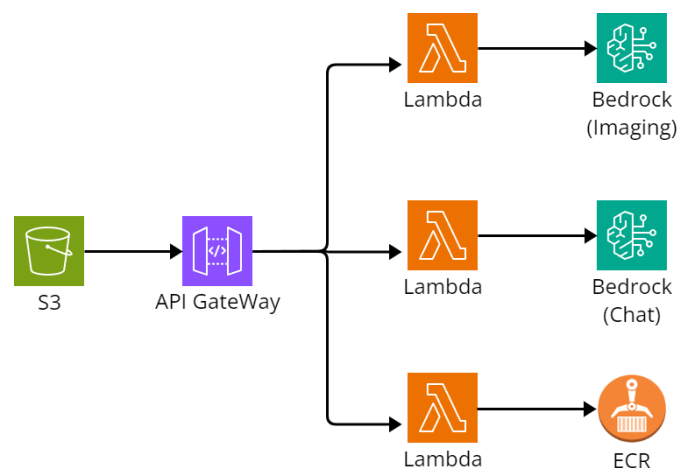 Lambda
Bedrock
(Imaging)
S3
API GateWay
</>
Lambda
Bedrock
(Chat)
Lambda
ECR